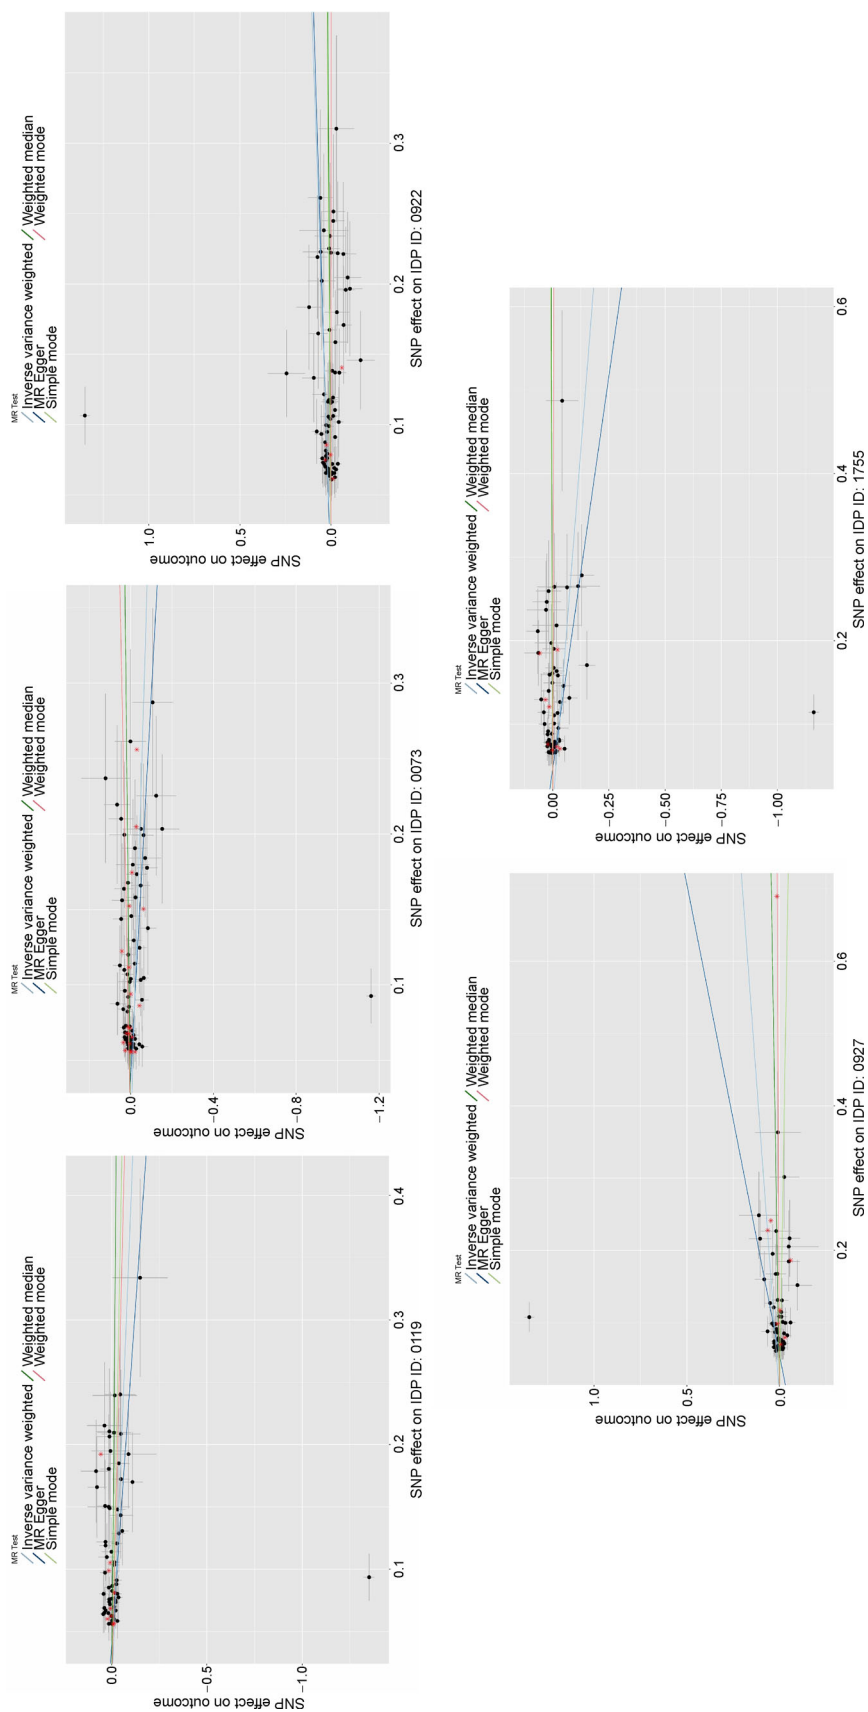 MR Test
Inverse variance weighted Weighted median
MR Egger Weighted mode
Simple mode
SNP effect on outcome
0.0
−0.5
−1.0
0.1 0.2 0.3 0.4
SNP effect on IDP ID: 0119
MR Test
Inverse variance weighted Weighted median
MR Egger Weighted mode
Simple mode
SNP effect on outcome
0.0
−0.4
−0.8
−1.2
0.1 0.2 0.3
SNP effect on IDP ID: 0073
MR Test
Inverse variance weighted Weighted median
MR Egger Weighted mode
Simple mode
SNP effect on outcome
1.0
0.5
0.0
0.1 0.2 0.3
SNP effect on IDP ID: 0922
MR Test
Inverse variance weighted Weighted median
MR Egger Weighted mode
Simple mode
SNP effect on outcome
1.0
0.5
0.0
0.2 0.4 0.6
SNP effect on IDP ID: 0927
MR Test
Inverse variance weighted Weighted median
MR Egger Weighted mode
Simple mode
SNP effect on outcome
0.00
−0.25
−0.50
−0.75
−1.00
0.2 0.4 0.6
SNP effect on IDP ID: 1755